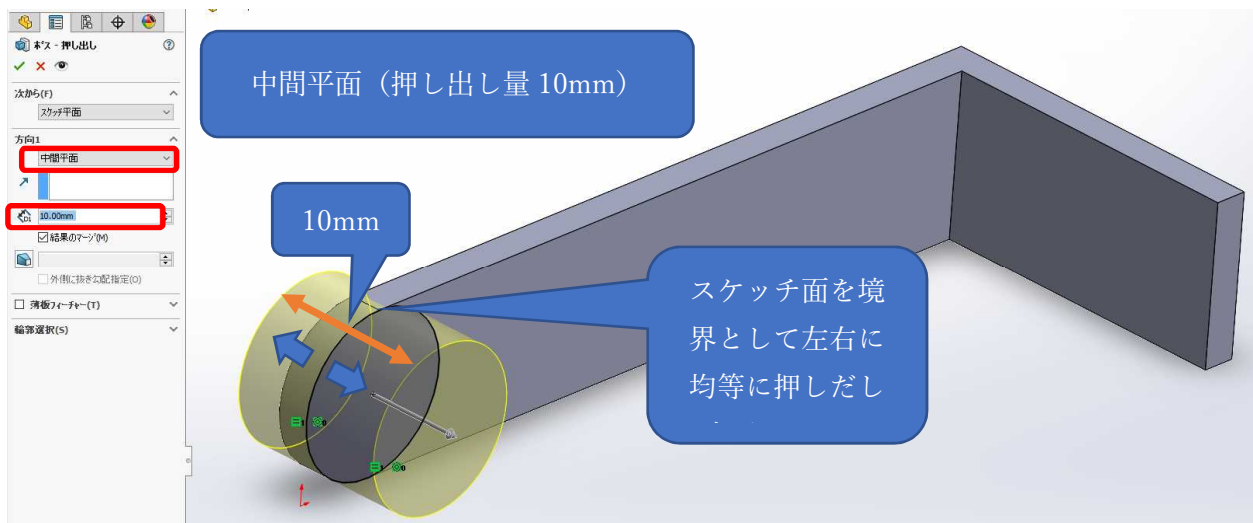 ﾎﾞｽ - 押し出し
次から(F)
ｽｹｯﾁ平面
方向1
中間平面
10.00mm
結果のﾏｰｼﾞ(M)
外側に抜き勾配指定(O)
薄板ﾌｨｰﾁｬｰ(T)
輪郭選択(S)
中間平面（押し出し量 10mm）
10mm
スケッチ面を境
界として左右に
均等に押しだし